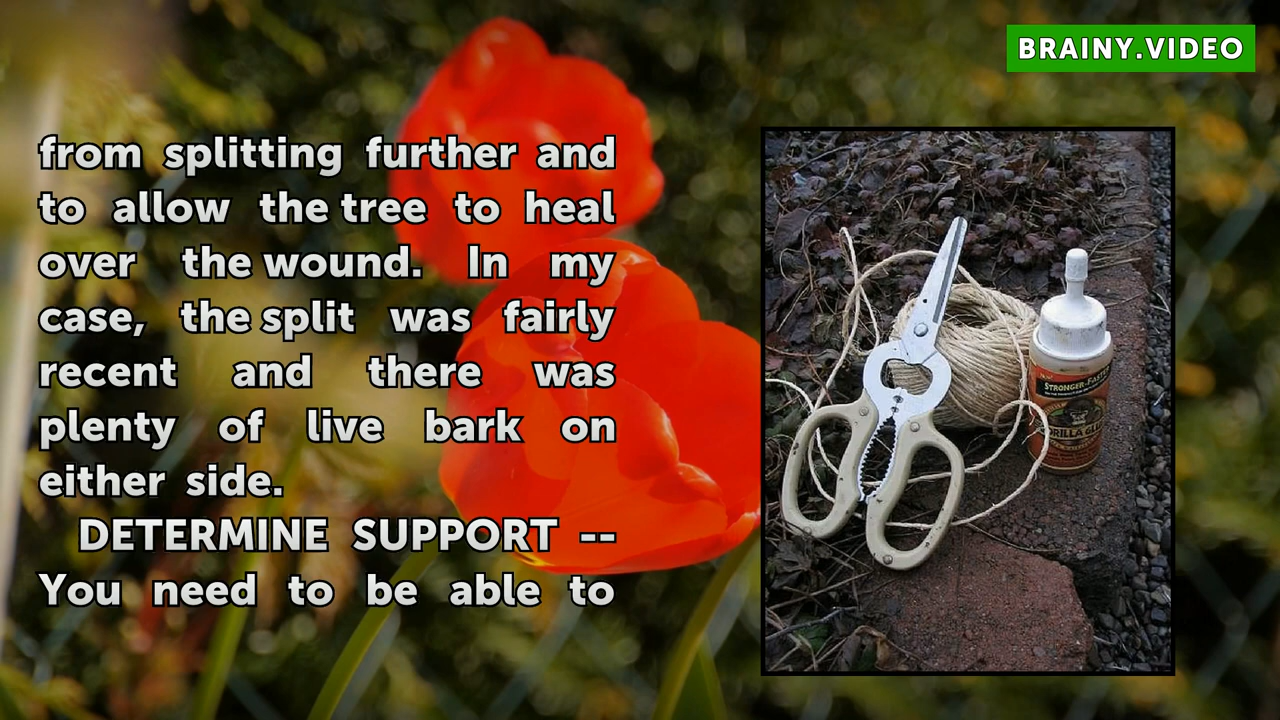 BRAINY.VIDEO
from splitting further and
to allow the tree to heal
over the wound. In my
case, the split was fairly
recent and there was
plenty of live bark on
either side.
DETERMINE SUPPORT --
You need to be able to
STRONGER-FASTER
GORILLA GLUE